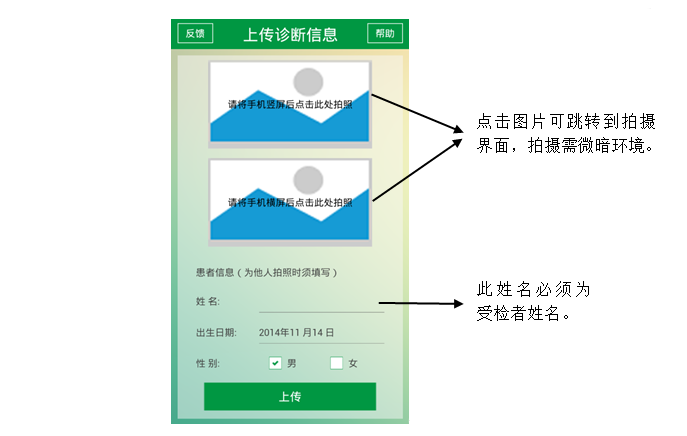 反馈 上传诊断信息 帮助
请将手机竖屏后点击此处拍照
点击图片可跳转到拍摄
界面，拍摄需微暗环境。
请将手机横屏后点击此处拍照
患者信息（为他人拍照时须填写）
姓 名:
此姓名必须为
受检者姓名。
出生日期: 2014年11月14日
性 别: 男 女
上传